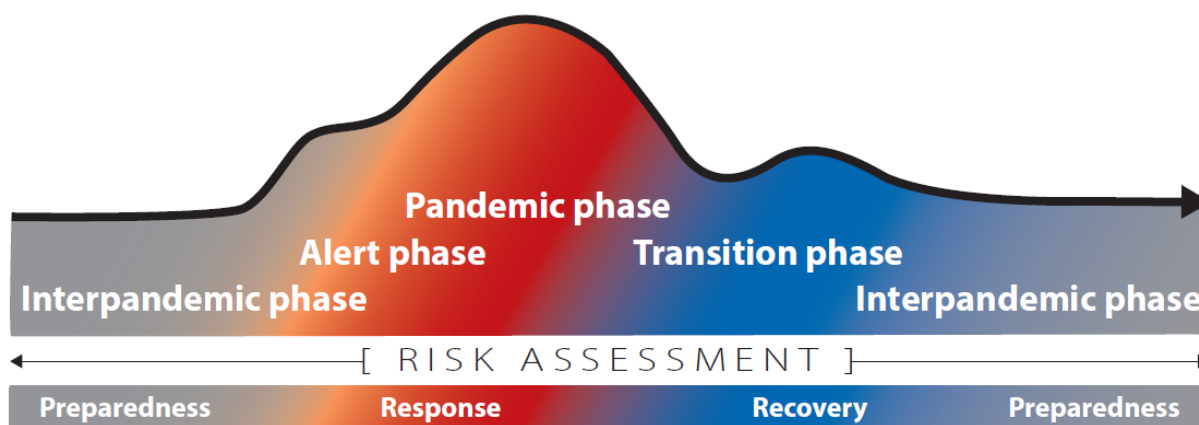 Pandemic phase
Alert phase
Transition phase
Interpandemic phase
Interpandemic phase
[ RISK ASSESSMENT ]
Preparedness
Response
Recovery
Preparedness